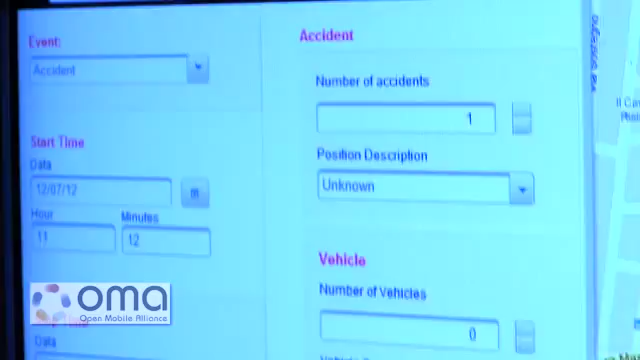 Event:
Accident
Start Time
Data
12/07/12
Hour
Minutes
11
12
oma
Open Mobile Alliance
Time
Data
Accident
Number of accidents
1
Position Description
Unknown
Vehicle
Number of Vehicles
0